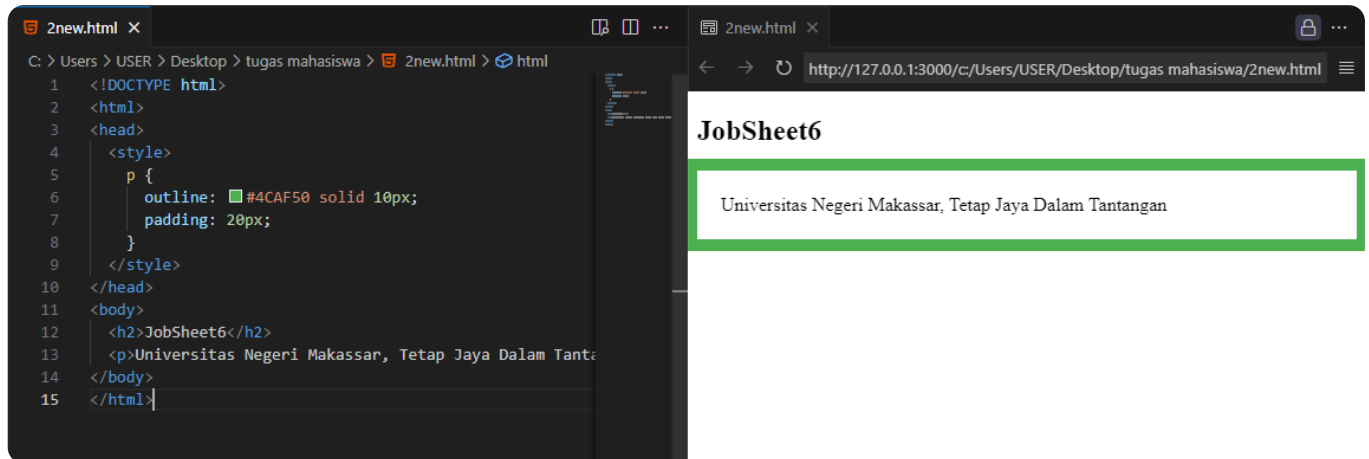 2new.html
C: > Users > USER > Desktop > tugas mahasiswa > 2new.html > html
1 <!DOCTYPE html>
2 <html>
3 <head>
4 <style>
5 p {
6 outline: #4CAF50 solid 10px;
7 padding: 20px;
8 }
9 </style>
10 </head>
11 <body>
12 <h2>JobSheet6</h2>
13 <p>Universitas Negeri Makassar, Tetap Jaya Dalam Tanta
14 </body>
15 </html>
2new.html
http://127.0.0.1:3000/c:/Users/USER/Desktop/tugas mahasiswa/2new.html
JobSheet6
Universitas Negeri Makassar, Tetap Jaya Dalam Tantangan